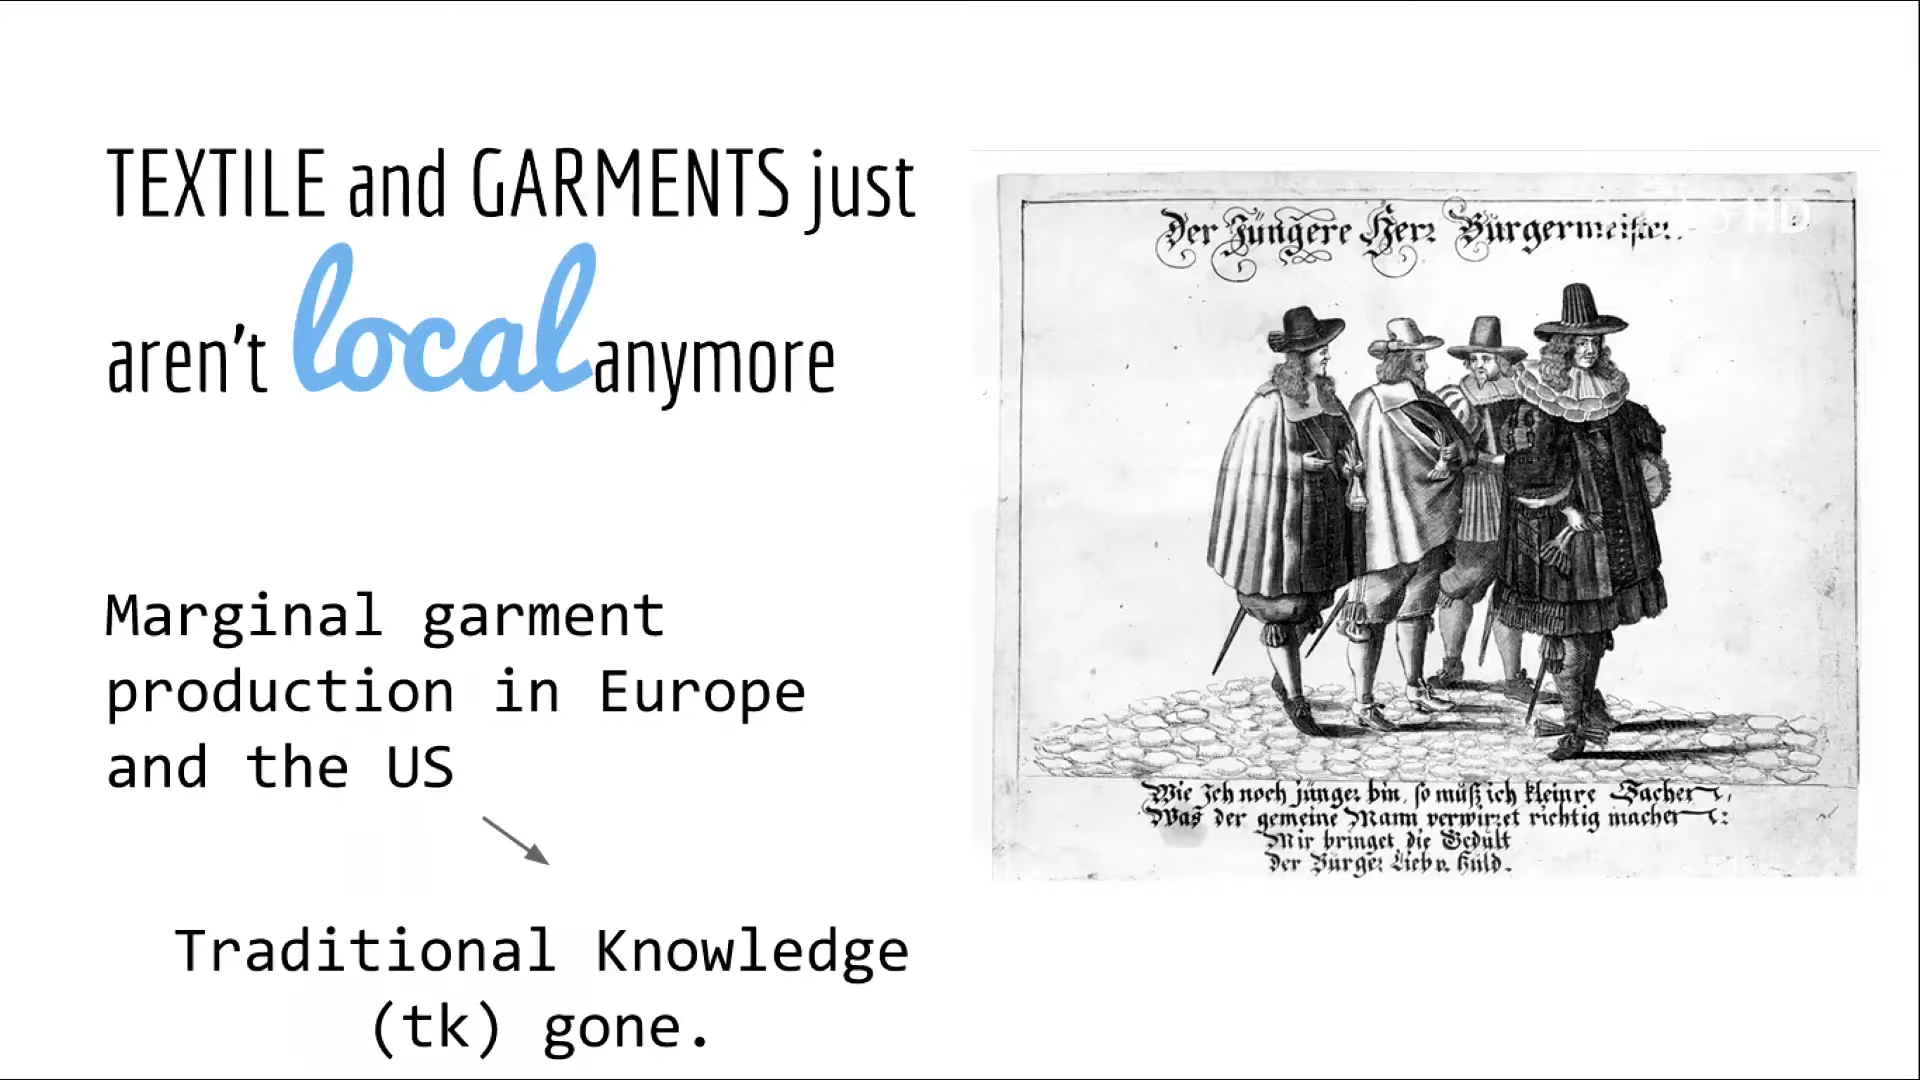 TEXTILE and GARMENTS just
aren't local anymore
Marginal garment
production in Europe
and the US
Traditional Knowledge
(tk) gone.
Der Jüngere Herr Bürgermeister.
HD
Wie Ich noch jünger bin, so muß ich kleinre Sachen,
Was der gemeine Mann verwirret richtig machen:
Mir bringet die Gedult
Der Bürger Lieb u. Huld.